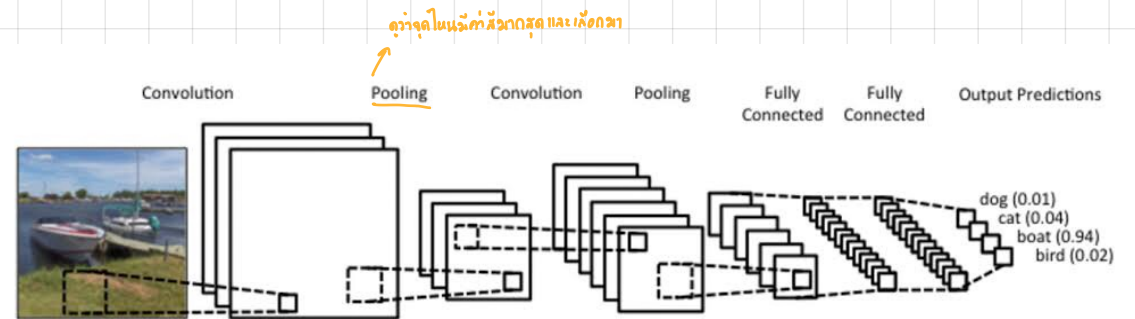 ดูว่าจุดไหนมีค่าสีมากสุดและเลือกมา
Convolution
Pooling
Convolution
Pooling
Fully
Connected
Fully
Connected
Output Predictions
dog (0.01)
cat (0.04)
boat (0.94)
bird (0.02)